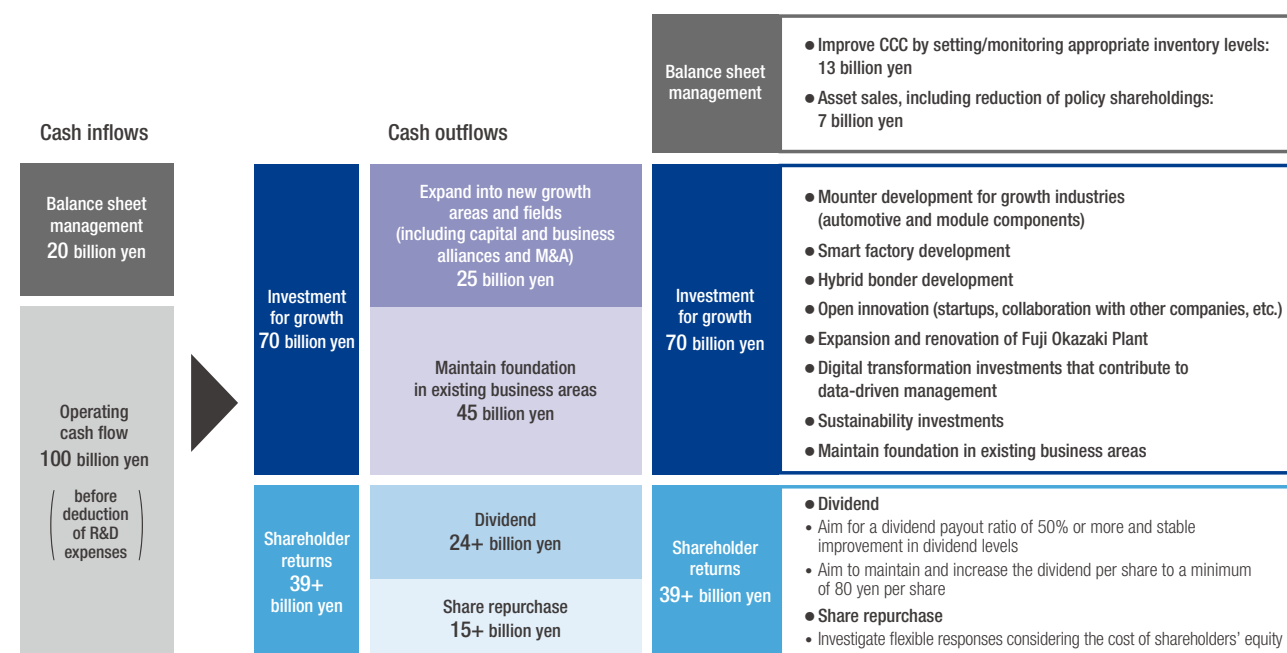 Cash inflows
Balance sheet
management
20 billion yen
Operating
cash flow
100 billion yen
before
deduction
of R&D
expenses
Cash outflows
Investment
for growth
70 billion yen
Expand into new growth
areas and fields
(including capital and business
alliances and M&A)
25 billion yen
Maintain foundation
in existing business areas
45 billion yen
Shareholder
returns
39+
billion yen
Dividend
24+ billion yen
Share repurchase
15+ billion yen
Balance sheet
management
● Improve CCC by setting/monitoring appropriate inventory levels:
13 billion yen
● Asset sales, including reduction of policy shareholdings:
7 billion yen
Investment
for growth
70 billion yen
● Mounter development for growth industries
(automotive and module components)
● Smart factory development
● Hybrid bonder development
● Open innovation (startups, collaboration with other companies, etc.)
● Expansion and renovation of Fuji Okazaki Plant
● Digital transformation investments that contribute to
data-driven management
● Sustainability investments
● Maintain foundation in existing business areas
Shareholder
returns
39+ billion yen
● Dividend
• Aim for a dividend payout ratio of 50% or more and stable
improvement in dividend levels
• Aim to maintain and increase the dividend per share to a minimum
of 80 yen per share
● Share repurchase
• Investigate flexible responses considering the cost of shareholders' equity